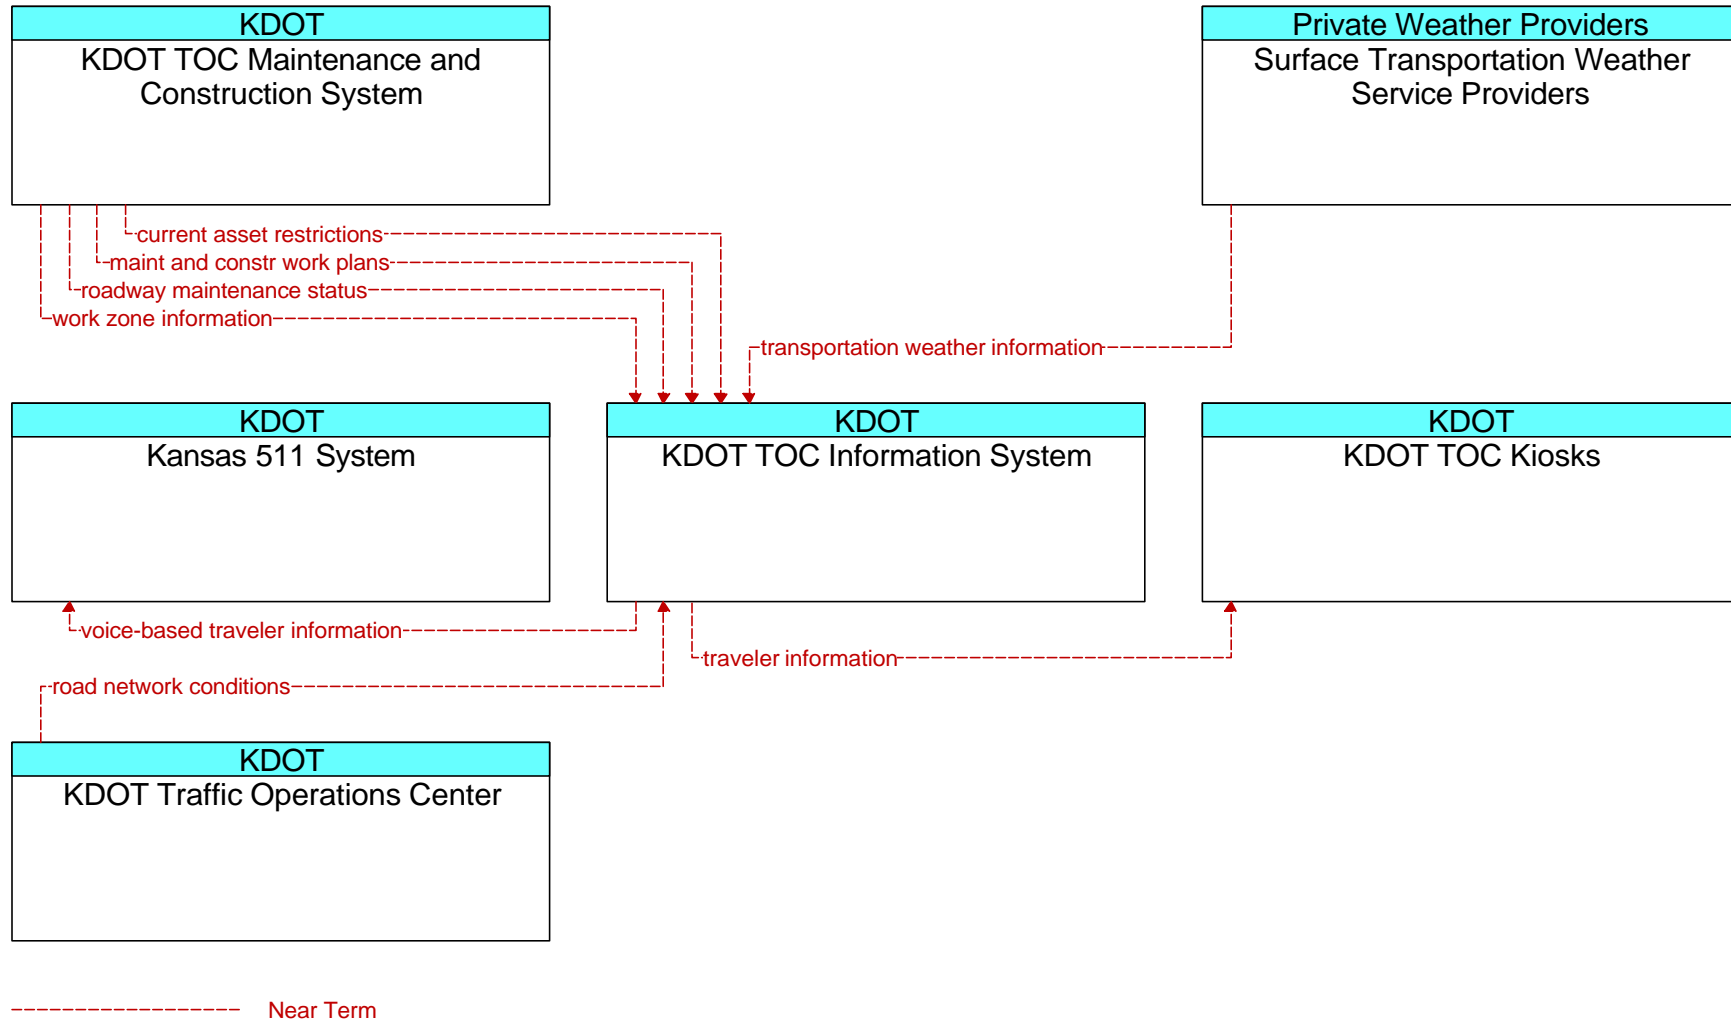 KDOT
KDOT TOC Maintenance and
Construction System
Private Weather Providers
Surface Transportation Weather
Service Providers
current asset restrictions
maint and constr work plans
roadway maintenance status
work zone information
transportation weather information
KDOT
Kansas 511 System
KDOT
KDOT TOC Information System
KDOT
KDOT TOC Kiosks
voice-based traveler information
traveler information
road network conditions
KDOT
KDOT Traffic Operations Center
Near Term